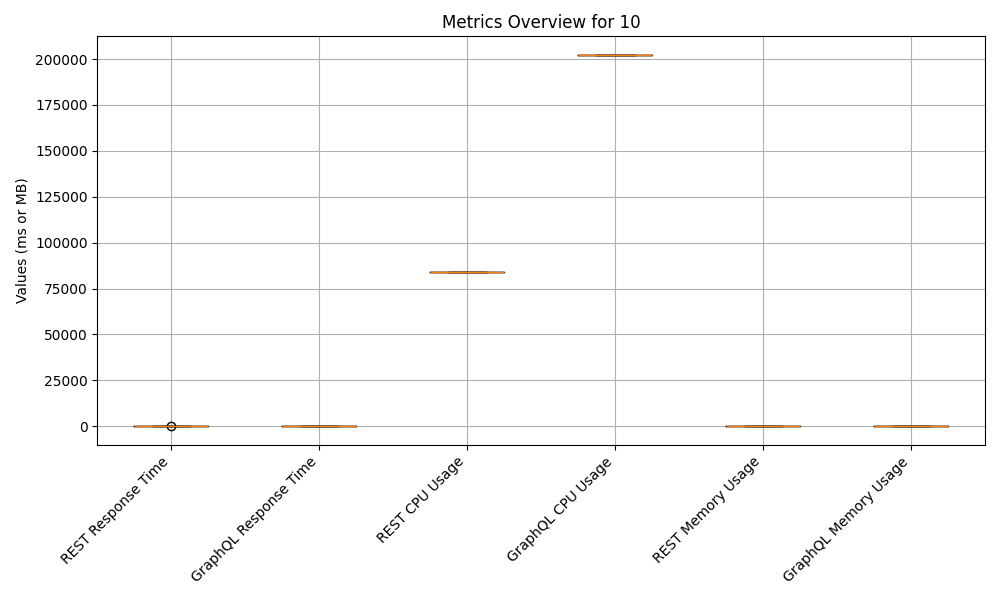 Metrics Overview for 10
Values (ms or MB)
200000
175000
150000
125000
100000
75000
50000
25000
0
REST Response Time
GraphQL Response Time
REST CPU Usage
GraphQL CPU Usage
REST Memory Usage
GraphQL Memory Usage